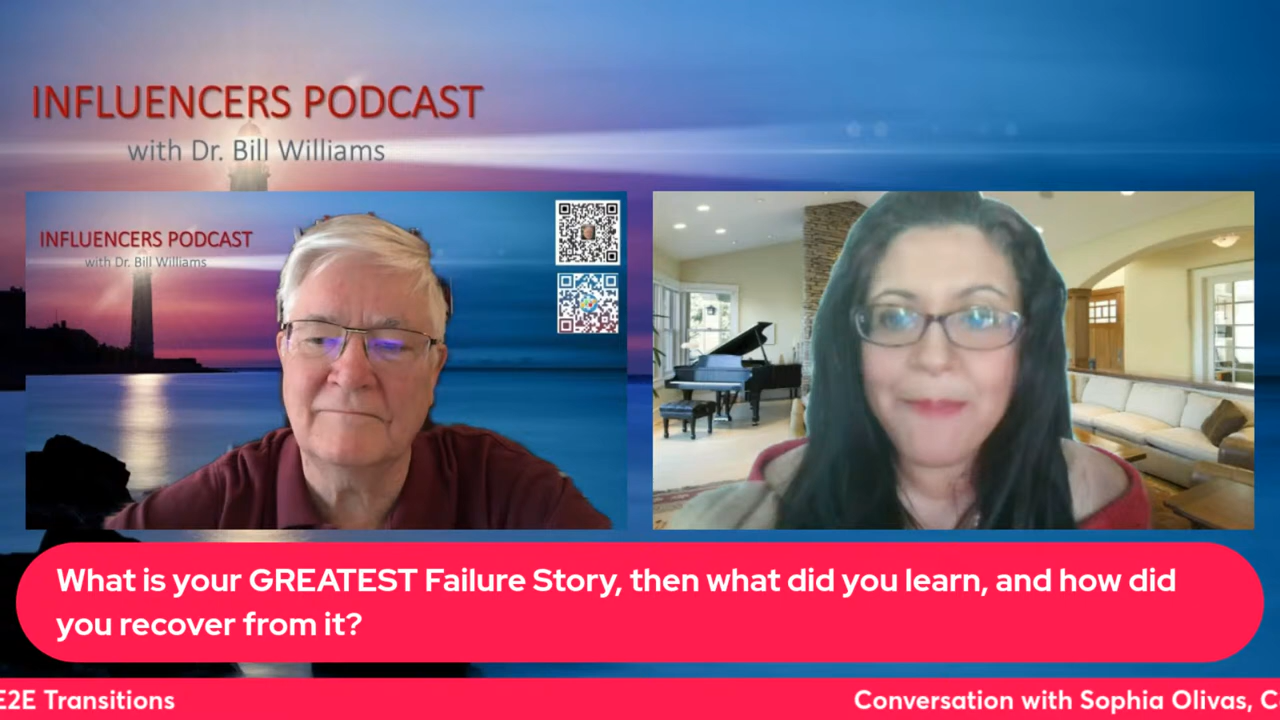 INFLUENCERS PODCAST
with Dr. Bill Williams
INFLUENCERS PODCAST
with Dr. Bill Williams
What is your GREATEST Failure Story, then what did you learn, and how did
you recover from it?
E2E Transitions
Conversation with Sophia Olivas, C